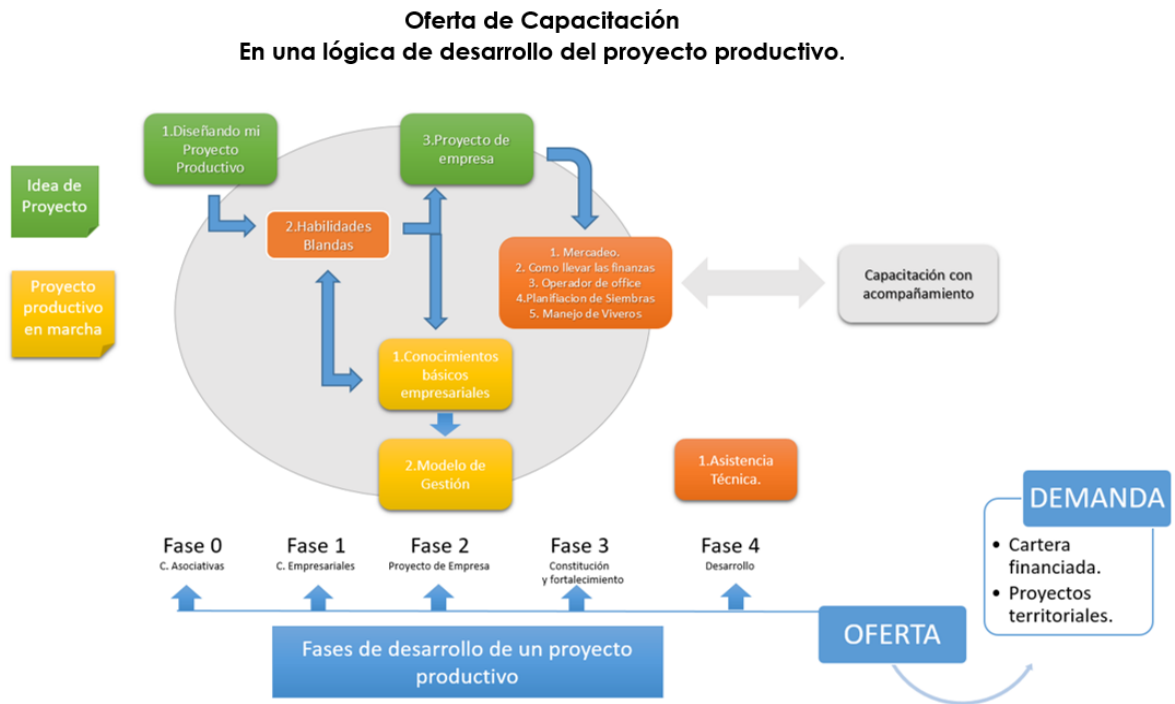 Oferta de Capacitación
En una lógica de desarrollo del proyecto productivo.
Idea de
Proyecto
Proyecto
productivo
en marcha
1.Diseñando mi
Proyecto
Productivo
2.Habilidades
Blandas
3.Proyecto de
empresa
1. Mercadeo.
2. Como llevar las finanzas
3. Operador de office
4.Planifiacion de Siembras
5. Manejo de Viveros
Capacitación con
acompañamiento
1.Conocimientos
básicos
empresariales
2.Modelo de
Gestión
1.Asistencia
Técnica.
Fase 0
C. Asociativas
Fase 1
C. Empresariales
Fase 2
Proyecto de Empresa
Fase 3
Constitución
y fortalecimiento
Fase 4
Desarrollo
Fases de desarrollo de un proyecto
productivo
OFERTA
DEMANDA
• Cartera
financiada.
• Proyectos
territoriales.